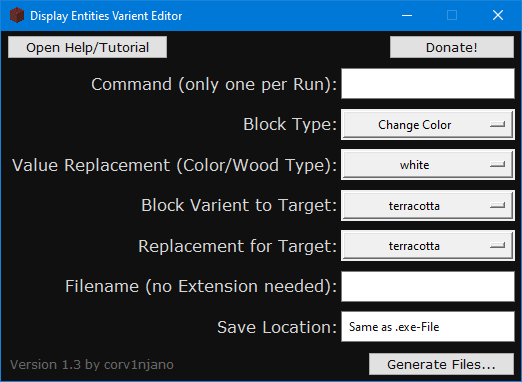 Display Entities Varient Editor
Open Help/Tutorial Donate!
Command (only one per Run):
Block Type: Change Color
Value Replacement (Color/Wood Type): white
Block Varient to Target: terracotta
Replacement for Target: terracotta
Filename (no Extension needed):
Save Location: Same as .exe-File
Version 1.3 by corv1njano Generate Files...